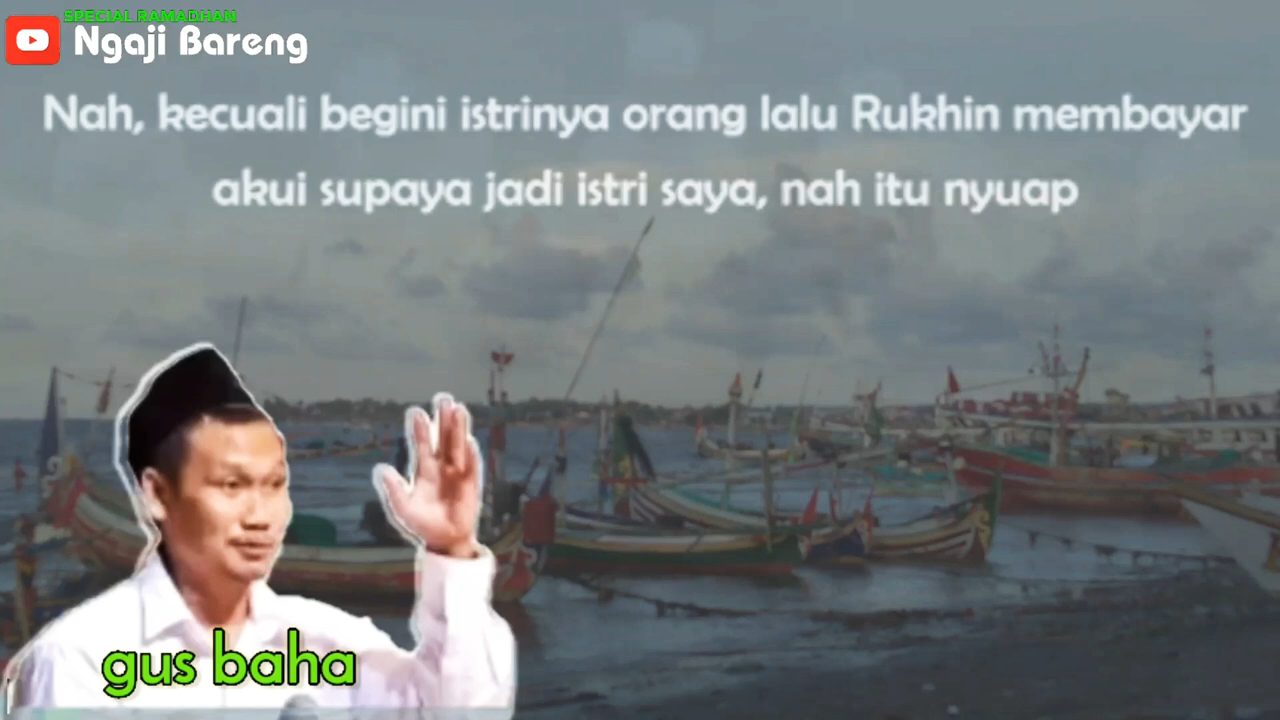 SPECIAL RAMADHAN
Ngaji Bareng
Nah, kecuali begini istrinya orang lalu Rukhin membayar
akui supaya jadi istri saya, nah itu nyuap
gus baha